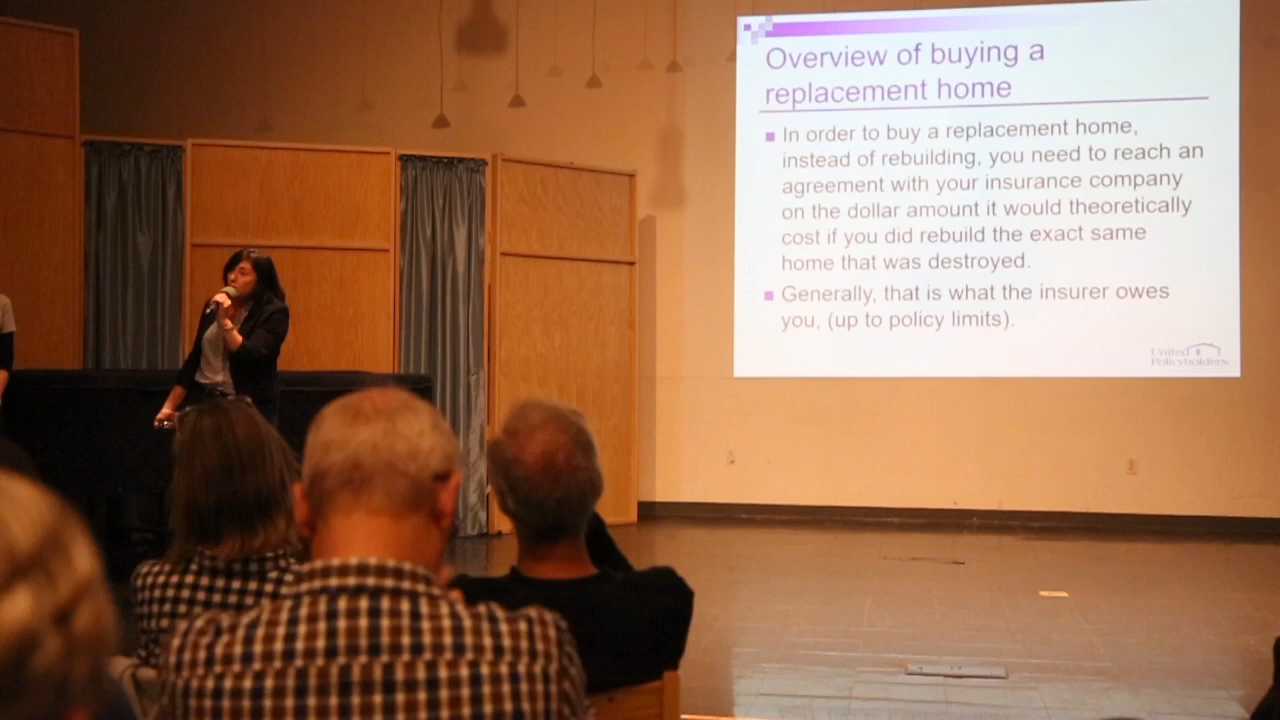 Overview of buying a
replacement home
In order to buy a replacement home,
instead of rebuilding, you need to reach an
agreement with your insurance company
on the dollar amount it would theoretically
cost if you did rebuild the exact same
home that was destroyed.
Generally, that is what the insurer owes
you, (up to policy limits).
United
Policyholders